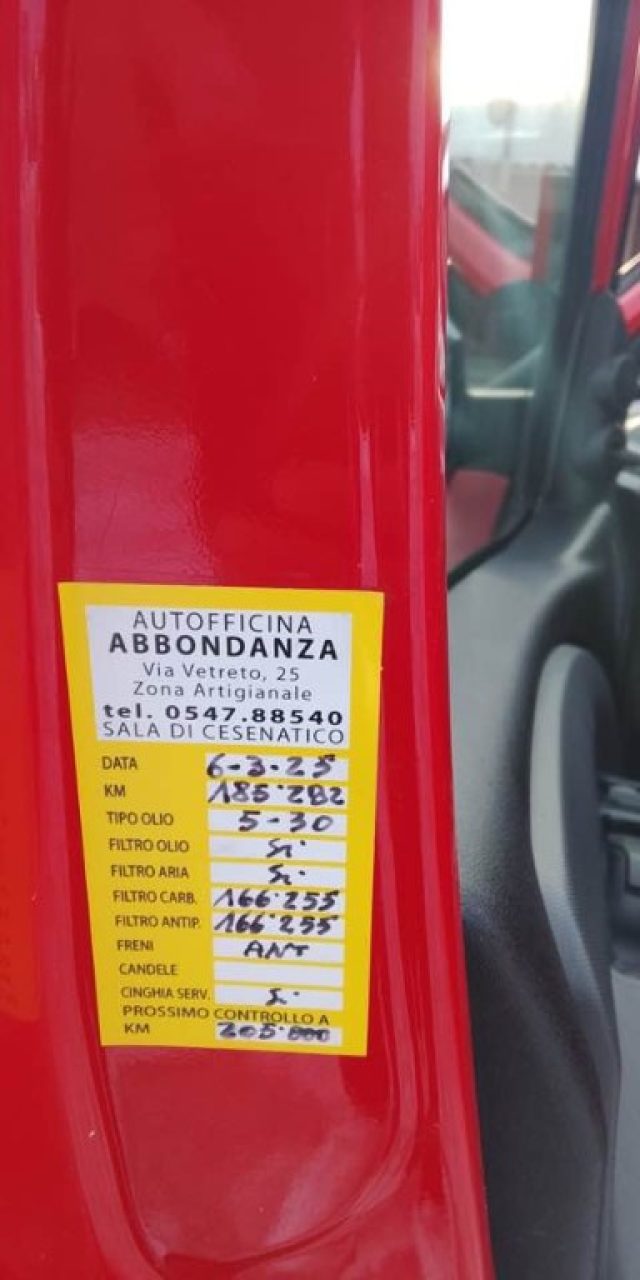 AUTOFFICINA
ABBONDANZA
Via Vetreto, 25
Zona Artigianale
tel. 0547.88540
SALA DI CESENATICO
DATA 6-3-25
KM 185.282
TIPO OLIO 5-30
FILTRO OLIO Si
FILTRO ARIA Si
FILTRO CARB. 166.255
FILTRO ANTIP. 166.255
FRENI ANT
CANDELE
CINGHIA SERV. Si
PROSSIMO CONTROLLO A
KM 205.000